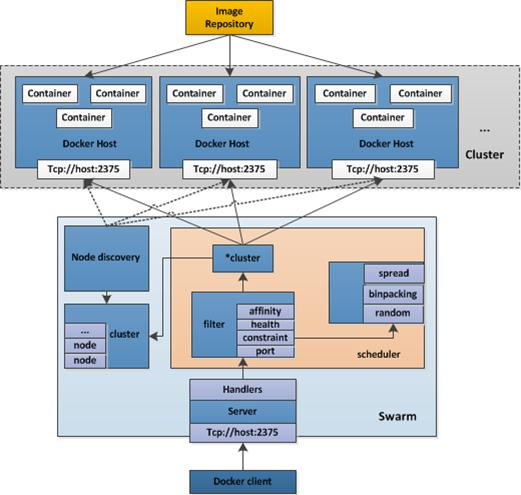 Image
Repository
Container
Container
Container
Docker Host
Tcp://host:2375
Container
Container
Container
Docker Host
Tcp://host:2375
Container
Container
Container
Docker Host
Tcp://host:2375
...
Cluster
Node discovery
*cluster
cluster
...
node
node
filter
affinity
health
constraint
port
spread
binpacking
random
scheduler
Handlers
Server
Tcp://host:2375
Swarm
Docker client